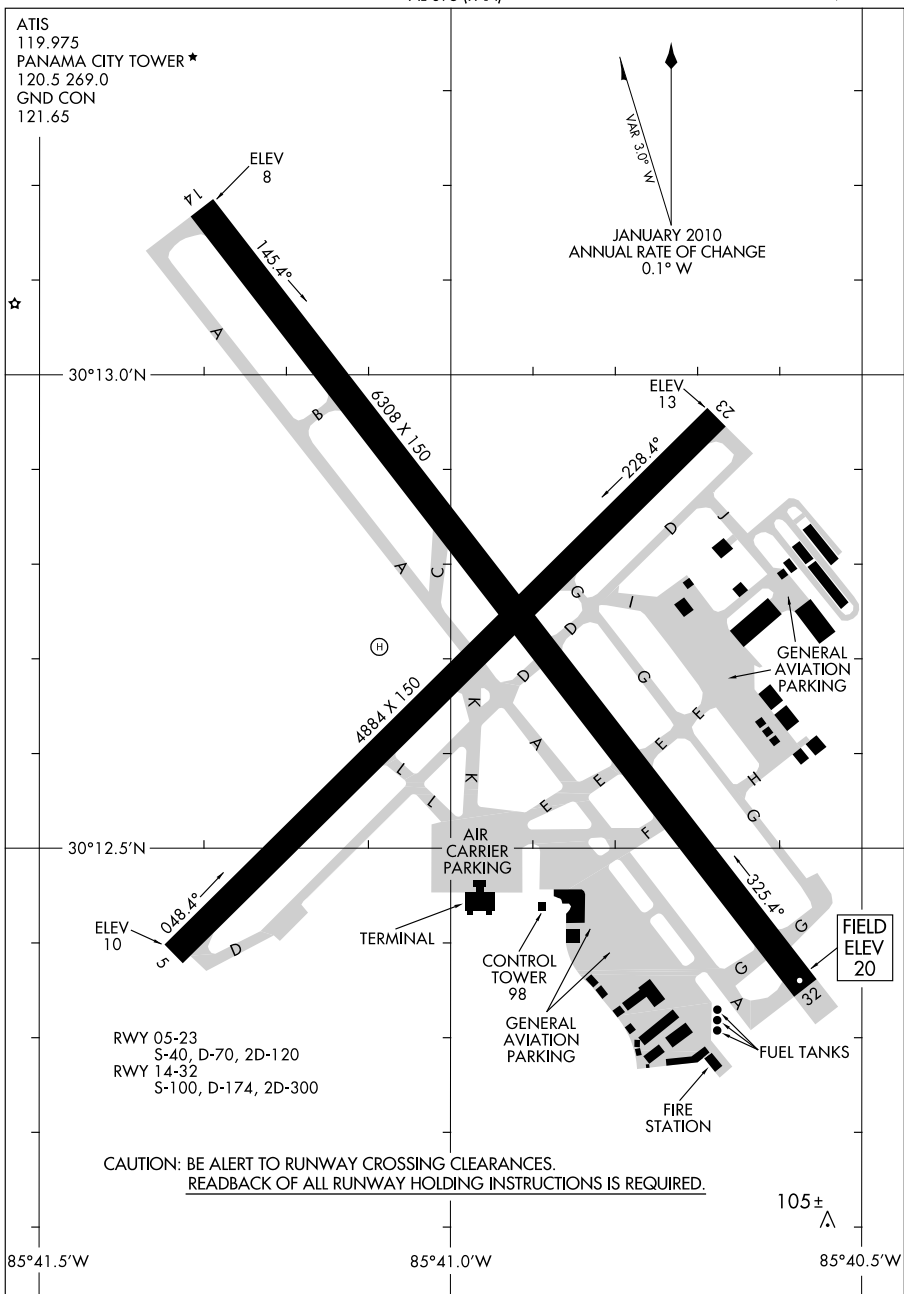 ATIS
119.975
PANAMA CITY TOWER ★
120.5 269.0
GND CON
121.65
VAR 3.0° W
JANUARY 2010
ANNUAL RATE OF CHANGE
0.1° W
ELEV
8
14
145.4°
A
30°13.0'N
B
6308 X 150
ELEV
13
23
228.4°
A
C
D
J
G
I
D
H
GENERAL
AVIATION
PARKING
D
G
K
4884 X 150
A
E
E
L
K
E
H
L
E
G
F
30°12.5'N
AIR
CARRIER
PARKING
048.4°
325.4°
ELEV
10
5
D
TERMINAL
CONTROL
TOWER
98
G
G
A
32
FIELD
ELEV
20
GENERAL
AVIATION
PARKING
FUEL TANKS
RWY 05-23
S-40, D-70, 2D-120
RWY 14-32
S-100, D-174, 2D-300
FIRE
STATION
CAUTION: BE ALERT TO RUNWAY CROSSING CLEARANCES.
READBACK OF ALL RUNWAY HOLDING INSTRUCTIONS IS REQUIRED.
105±
85°41.5'W
85°41.0'W
85°40.5'W